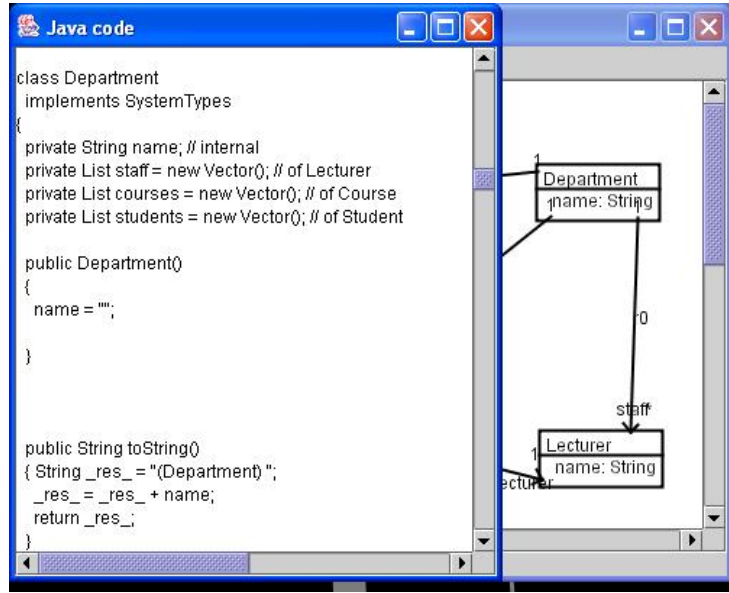 Java code
class Department
implements SystemTypes
{
private String name; // internal
private List staff = new Vector(); // of Lecturer
private List courses = new Vector(); // of Course
private List students = new Vector(); // of Student
public Department()
{
name = "";
}
public String toString()
{ String _res_ = "(Department) ";
_res_ = _res_ + name;
return _res_;
}
1
Department
name: String
1
1
r0
staff*
1
Lecturer
name: String
ecturer